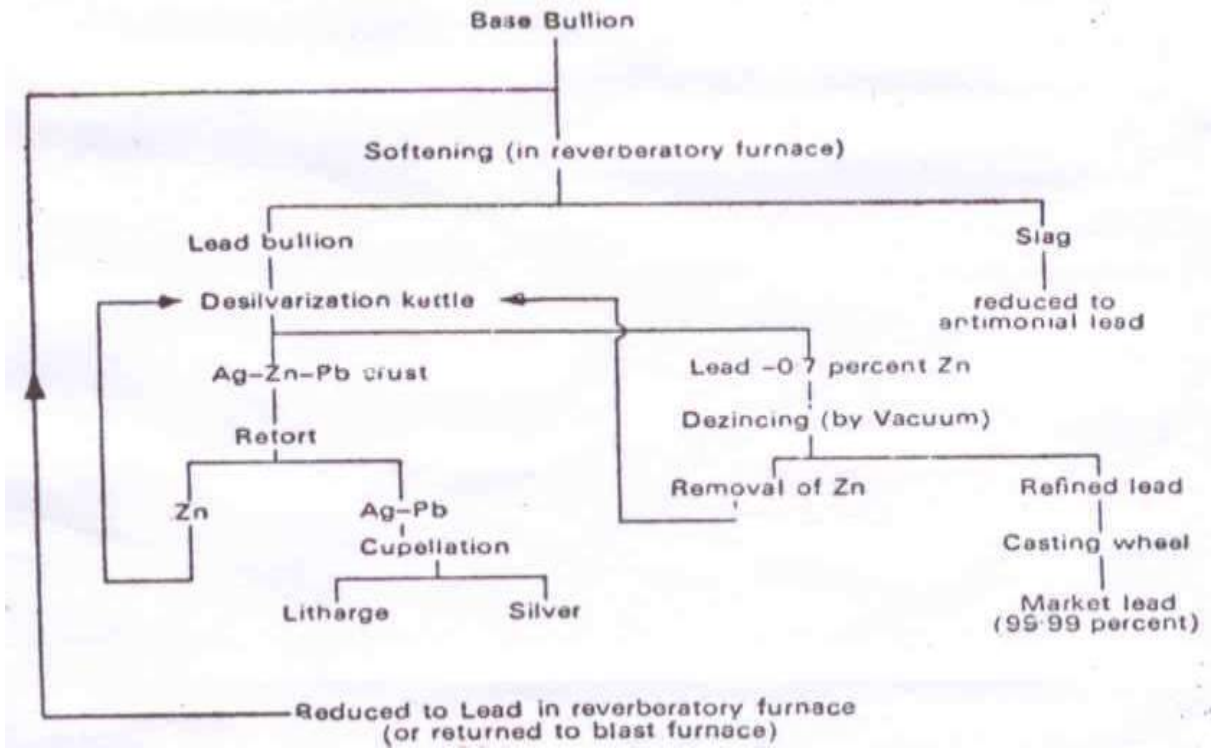 Base Bullion
Softening (in reverberatory furnace)
Lead bullion
Slag
Desilvarization kettle
reduced to
antimonial lead
Ag-Zn-Pb crust
Lead -0·7 percent Zn
Retort
Dezincing (by Vacuum)
Zn
Ag-Pb
Removal of Zn
Refined lead
Cupellation
Casting wheel
Litharge
Silver
Market lead
(99·99 percent)
Reduced to Lead in reverberatory furnace
(or returned to blast furnace)